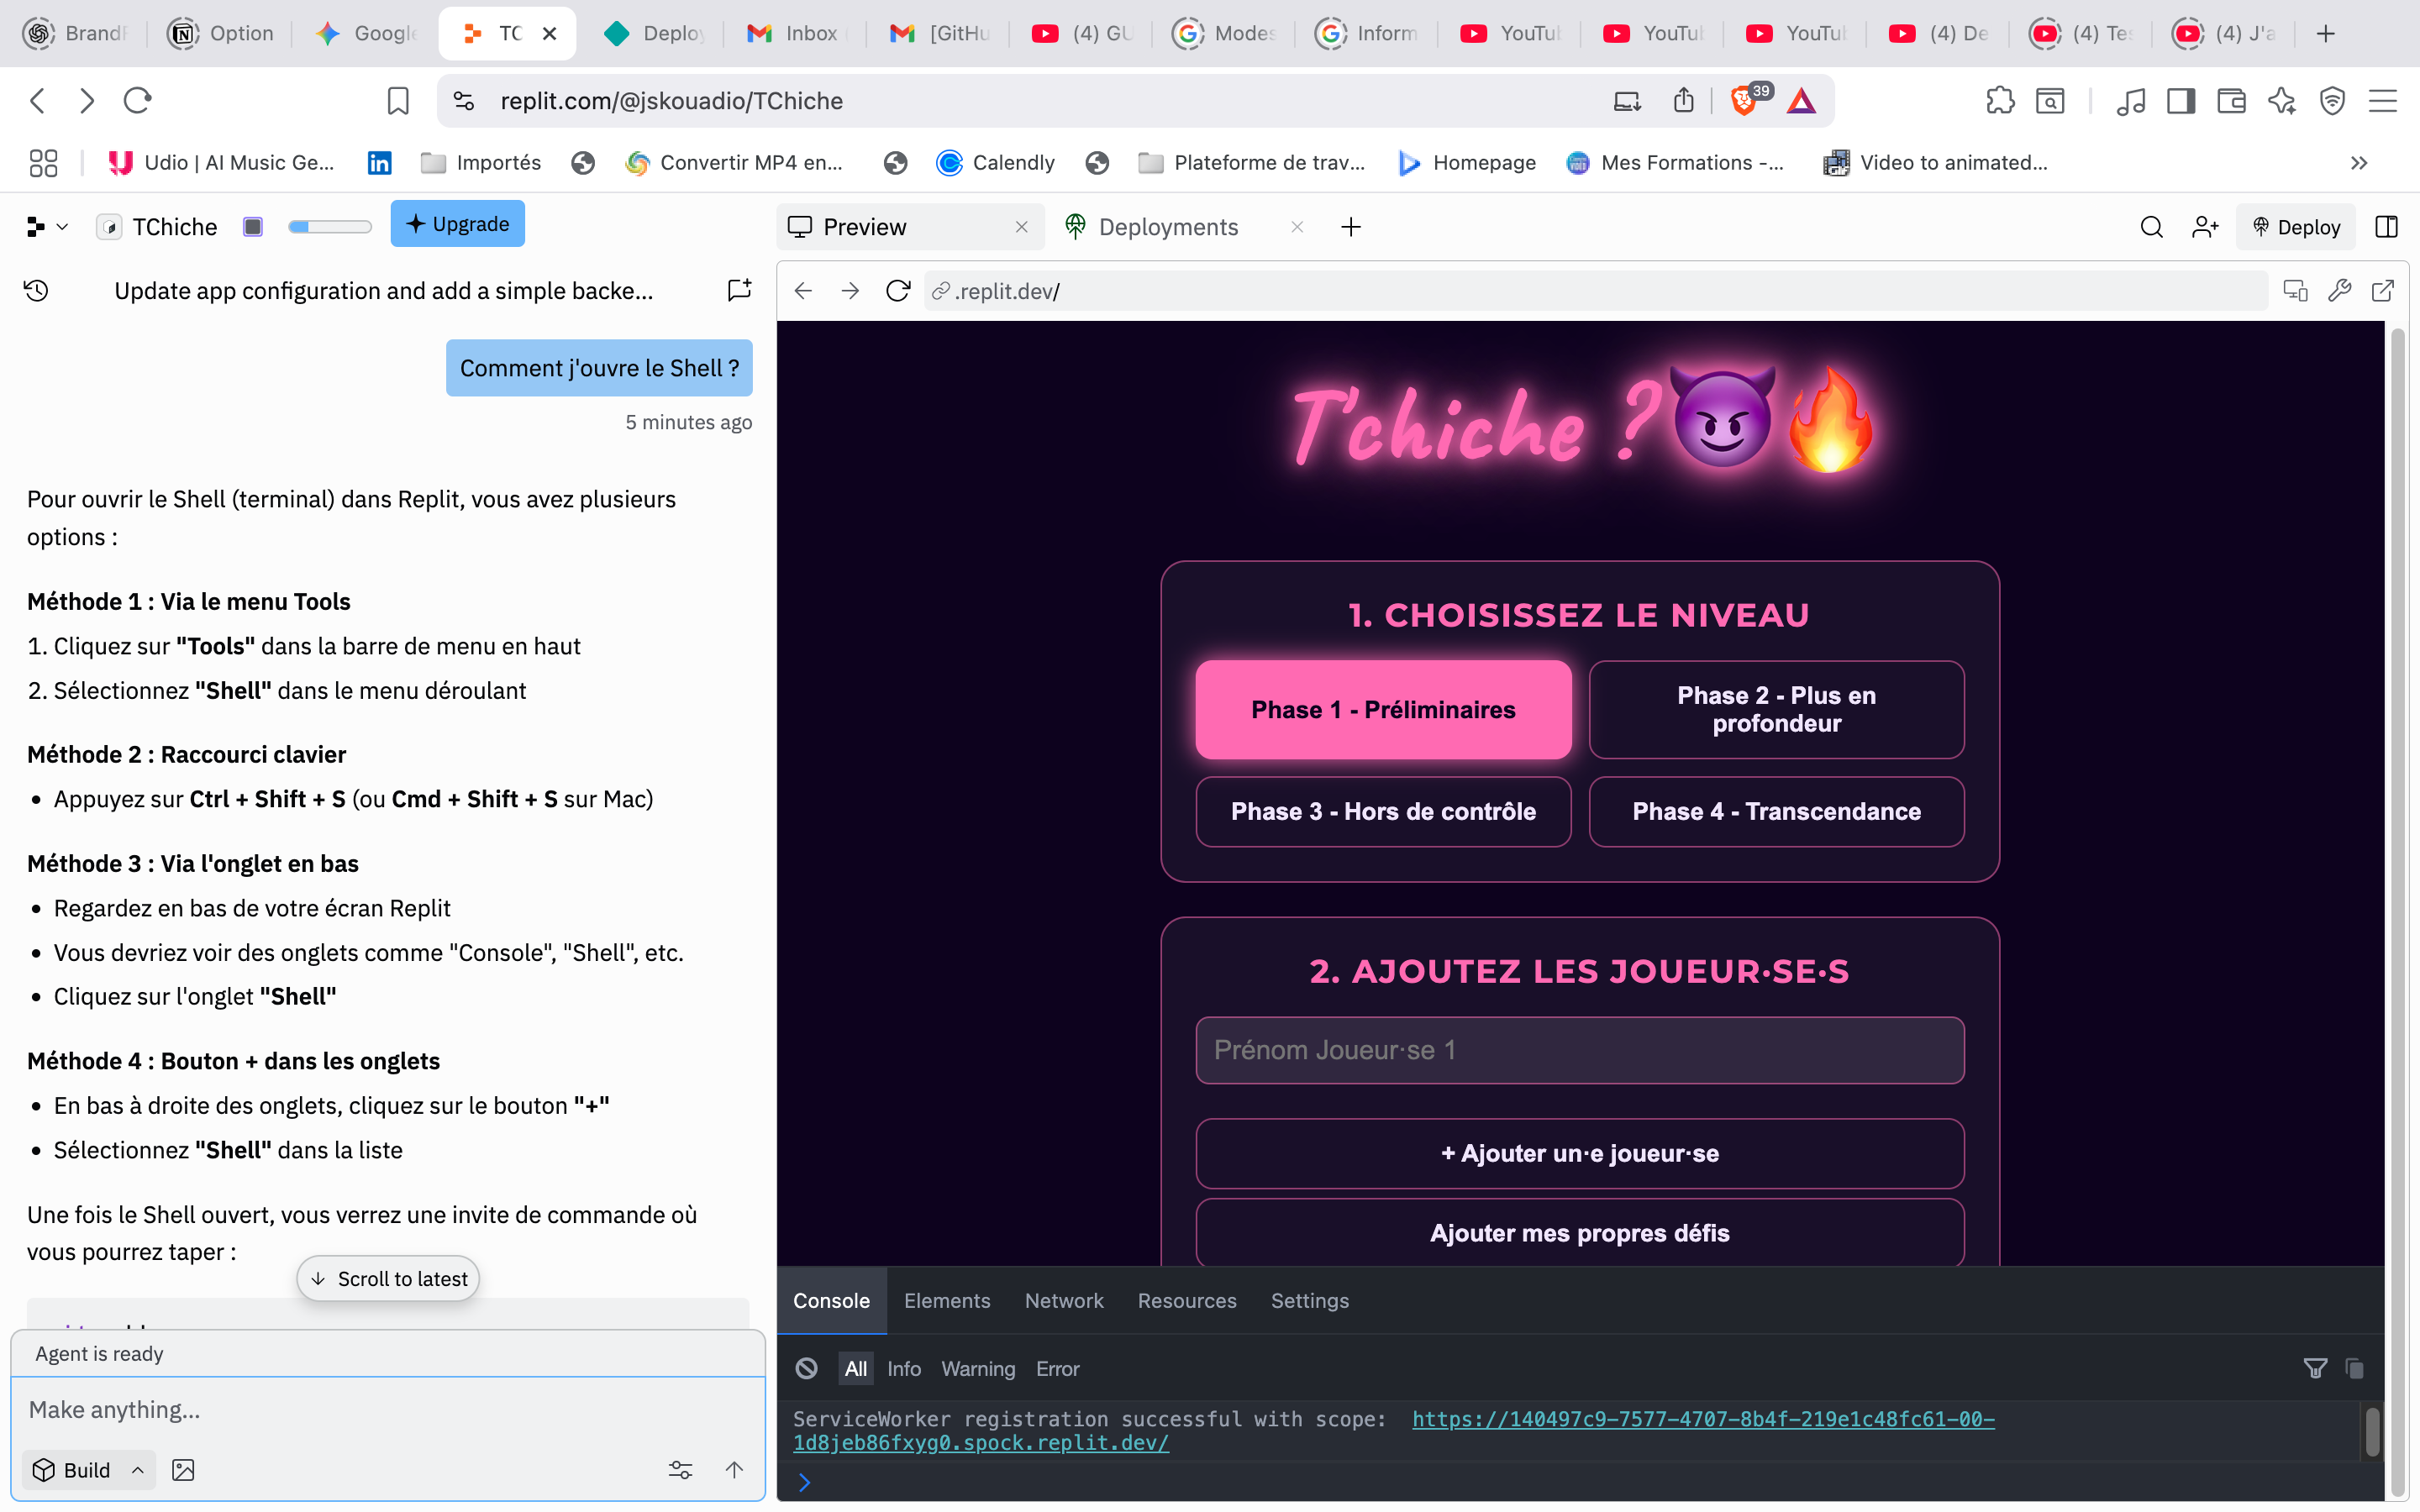 BrandF
Option
Google
TC
Deploy
Inbox
[GitHu
(4) GU
Modes
Inform
YouTub
YouTub
YouTub
(4) De
(4) Tes
(4) J'a
replit.com/@jskouadio/TChiche
39
Udio | AI Music Ge...
Importés
Convertir MP4 en...
Calendly
Plateforme de trav...
Homepage
Mes Formations -...
Video to animated...
TChiche
Upgrade
Update app configuration and add a simple backe...
Comment j'ouvre le Shell ?
5 minutes ago
Pour ouvrir le Shell (terminal) dans Replit, vous avez plusieurs
options :
Méthode 1 : Via le menu Tools
1. Cliquez sur "Tools" dans la barre de menu en haut
2. Sélectionnez "Shell" dans le menu déroulant
Méthode 2 : Raccourci clavier
• Appuyez sur Ctrl + Shift + S (ou Cmd + Shift + S sur Mac)
Méthode 3 : Via l'onglet en bas
• Regardez en bas de votre écran Replit
• Vous devriez voir des onglets comme "Console", "Shell", etc.
• Cliquez sur l'onglet "Shell"
Méthode 4 : Bouton + dans les onglets
• En bas à droite des onglets, cliquez sur le bouton "+"
• Sélectionnez "Shell" dans la liste
Une fois le Shell ouvert, vous verrez une invite de commande où
vous pourrez taper :
Scroll to latest
Agent is ready
Make anything...
Build
Preview
Deployments
Deploy
.replit.dev/
T'chiche ?😈🔥
1. CHOISISSEZ LE NIVEAU
Phase 1 - Préliminaires
Phase 2 - Plus en
profondeur
Phase 3 - Hors de contrôle
Phase 4 - Transcendance
2. AJOUTEZ LES JOUEUR·SE·S
Prénom Joueur·se 1
+ Ajouter un·e joueur·se
Ajouter mes propres défis
Console
Elements
Network
Resources
Settings
All
Info
Warning
Error
ServiceWorker registration successful with scope: https://140497c9-7577-4707-8b4f-219e1c48fc61-00-
1d8jeb86fxyg0.spock.replit.dev/